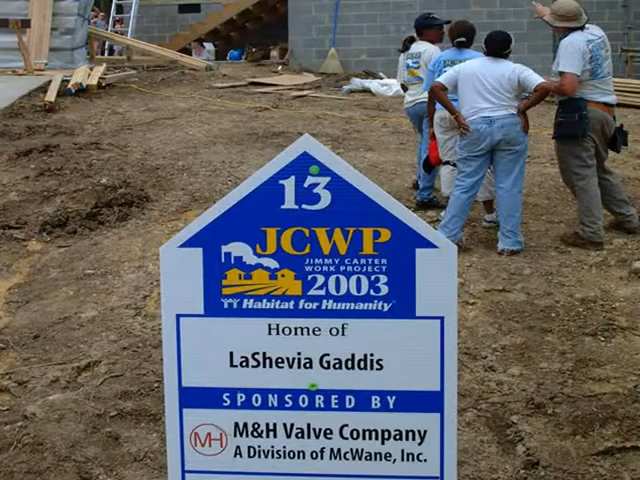 13
JCWP
JIMMY CARTER
WORK PROJECT
2003
Habitat for Humanity®
Home of
LaShevia Gaddis
SPONSORED BY
MH
M&H Valve Company
A Division of McWane, Inc.